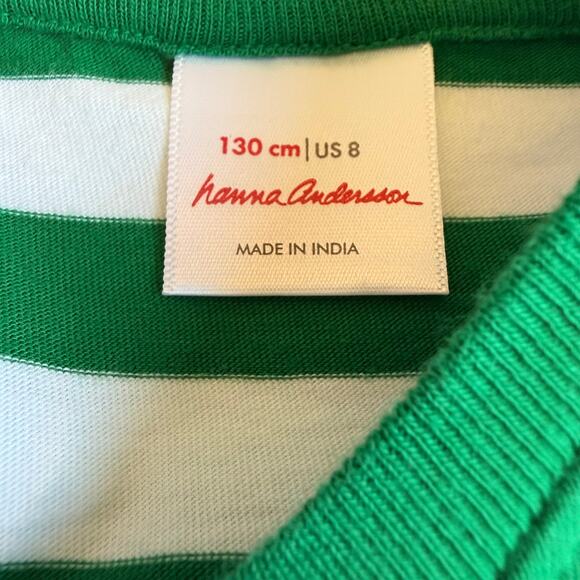 130 cm | US 8
hanna andersson
MADE IN INDIA